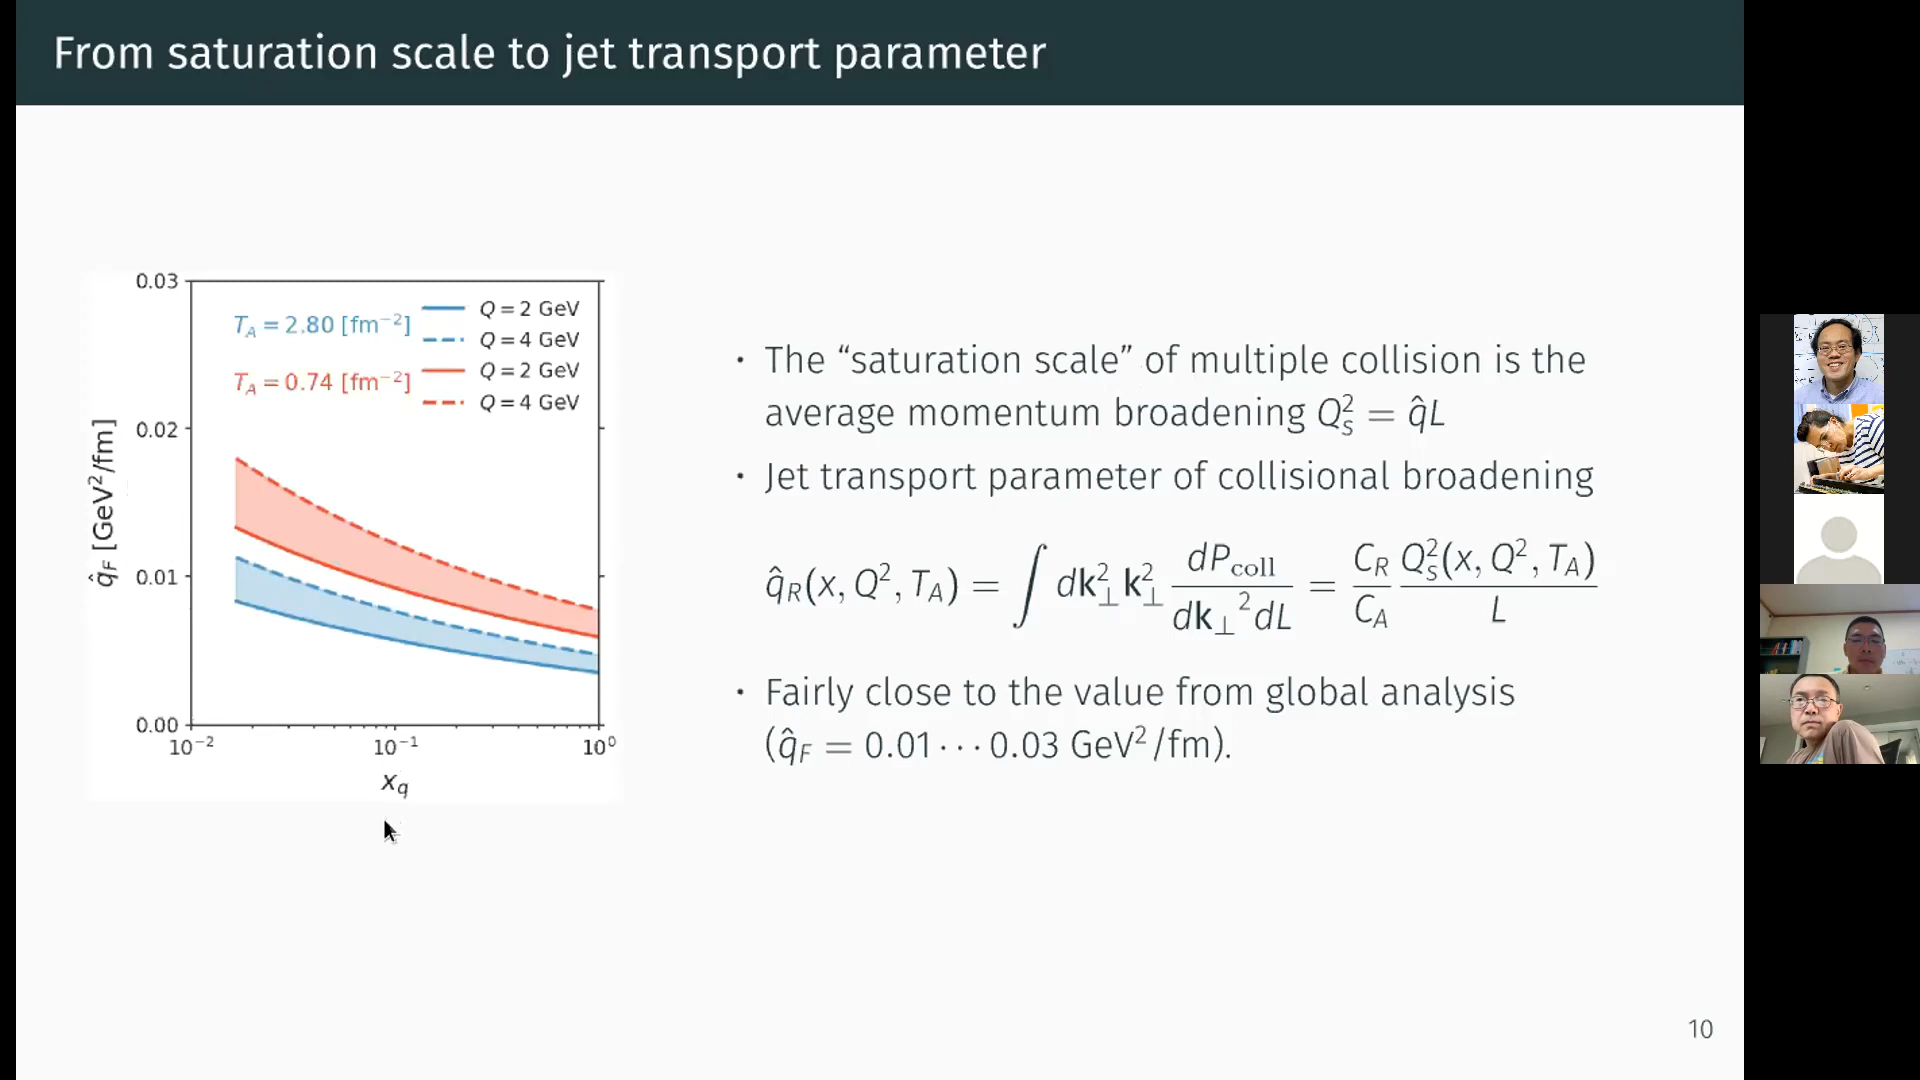 From saturation scale to jet transport parameter
0.03
0.02
0.01
0.00
10⁻²
10⁻¹
10⁰
q̂_F [GeV²/fm]
x_q
T_A = 2.80 [fm⁻²]
T_A = 0.74 [fm⁻²]
Q = 2 GeV
Q = 4 GeV
Q = 2 GeV
Q = 4 GeV
· The “saturation scale” of multiple collision is the
average momentum broadening Q_s² = q̂L
· Jet transport parameter of collisional broadening
q̂_R(x, Q², T_A) = ∫ dk_⊥² k_⊥² dP_coll / dk_⊥² dL = C_R / C_A Q_s²(x, Q², T_A) / L
· Fairly close to the value from global analysis
(q̂_F = 0.01 ··· 0.03 GeV²/fm).
10